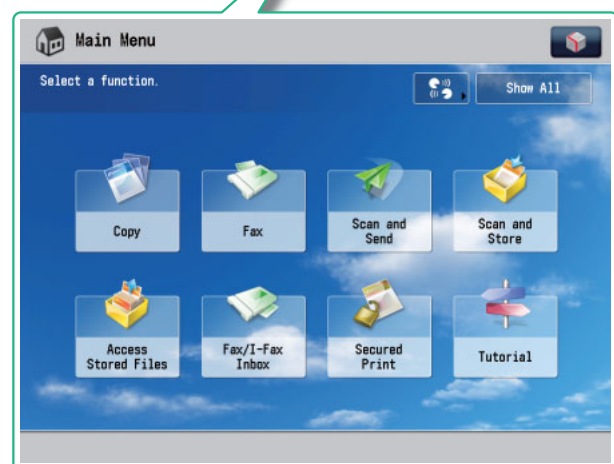 Main Menu
Select a function.
Show All
Copy
Fax
Scan and
Send
Scan and
Store
Access
Stored Files
Fax/I-Fax
Inbox
Secured
Print
Tutorial